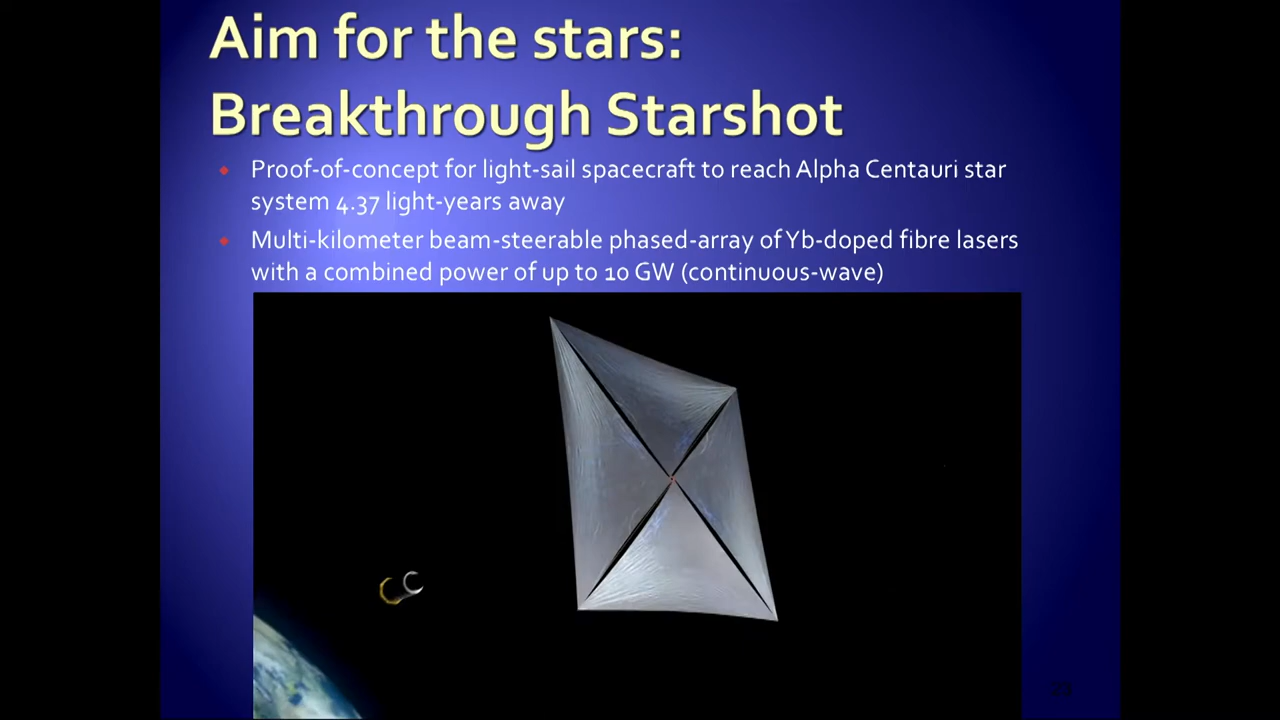 Aim for the stars:
Breakthrough Starshot
Proof-of-concept for light-sail spacecraft to reach Alpha Centauri star
system 4.37 light-years away
Multi-kilometer beam-steerable phased-array of Yb-doped fibre lasers
with a combined power of up to 10 GW (continuous-wave)